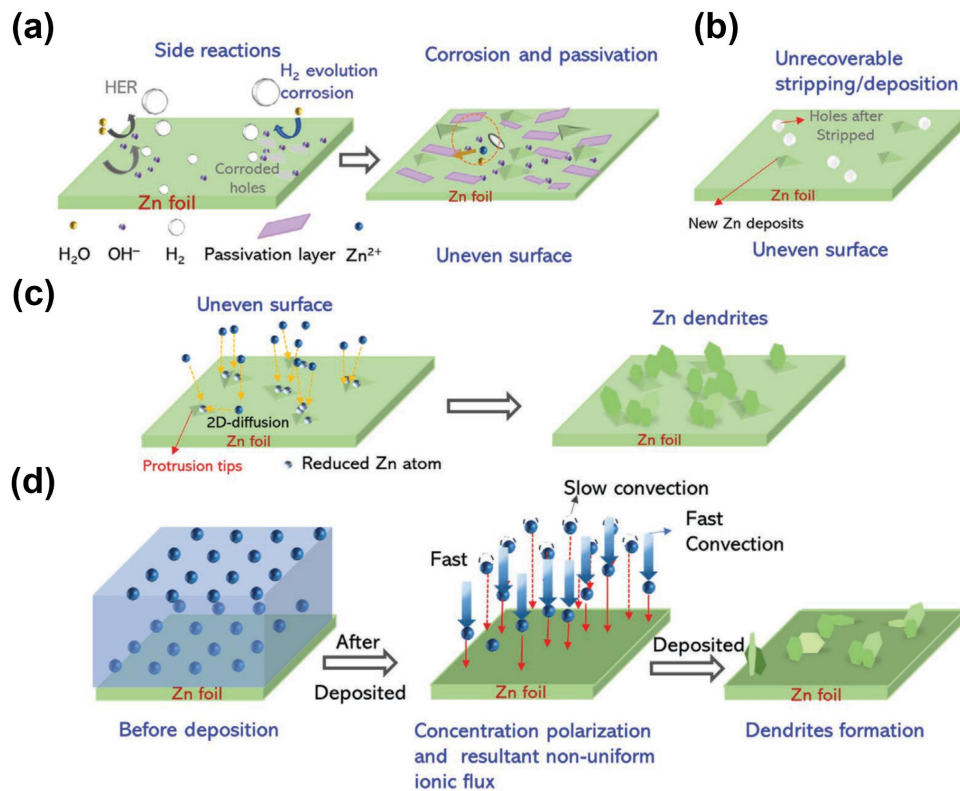 (a)
Side reactions
HER
H₂ evolution
corrosion
Corroded
holes
Zn foil
H₂O
OH⁻
H₂
Passivation layer
Zn²⁺
Corrosion and passivation
Zn foil
Uneven surface
(b)
Unrecoverable
stripping/deposition
Holes after
Stripped
Zn foil
New Zn deposits
Uneven surface
(c)
Uneven surface
2D-diffusion
Zn foil
Protrusion tips
Reduced Zn atom
Zn dendrites
Zn foil
(d)
Zn foil
Before deposition
After
Deposited
Slow convection
Fast
Fast
Convection
Zn foil
Concentration polarization
and resultant non-uniform
ionic flux
Deposited
Zn foil
Dendrites formation